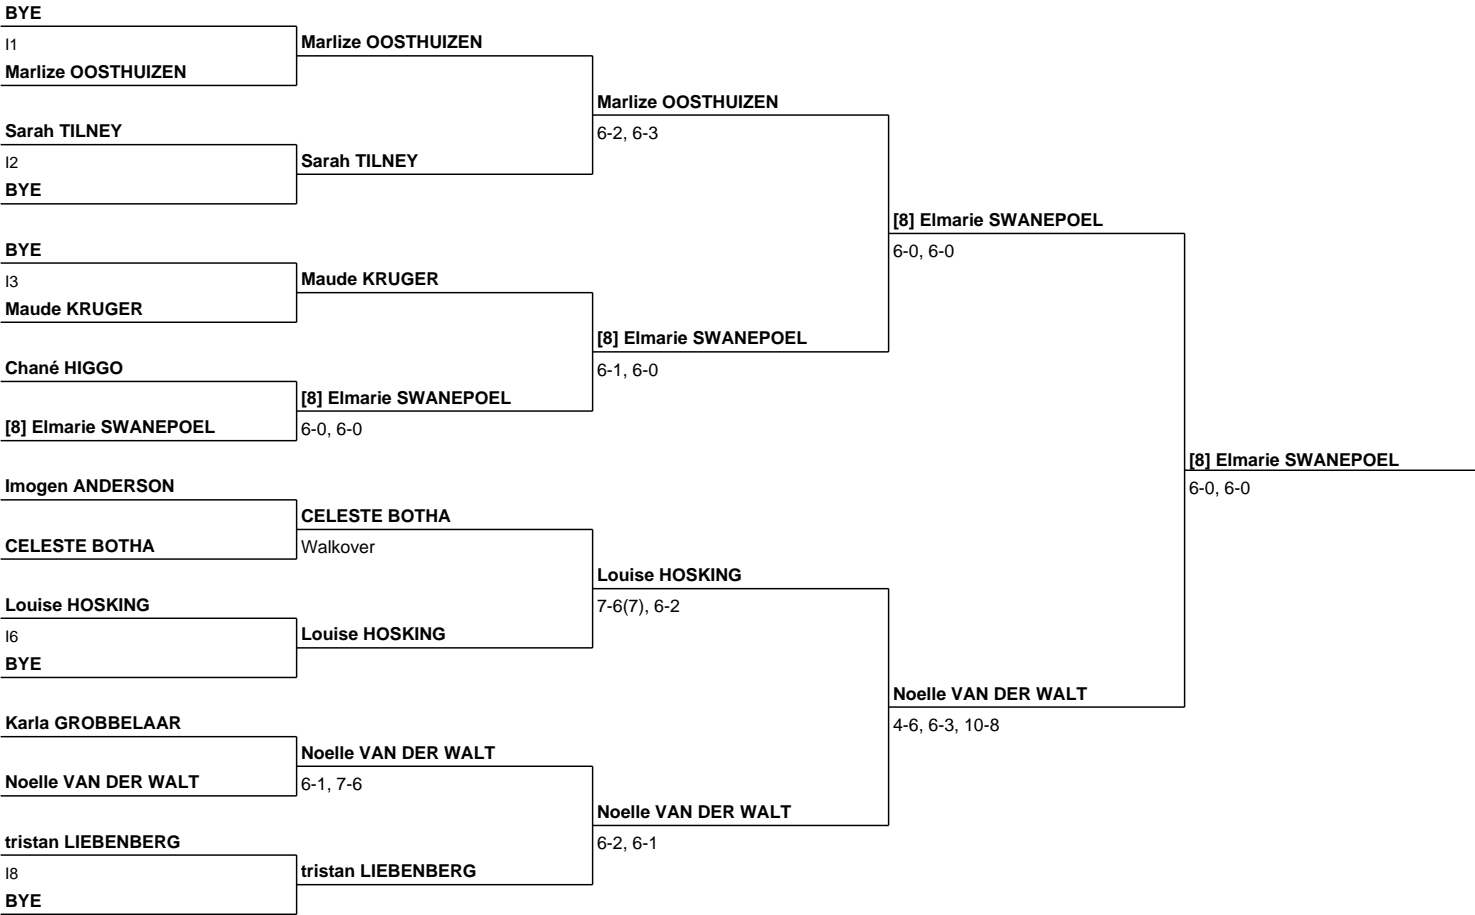 BYE
I1
Marlize OOSTHUIZEN
Sarah TILNEY
I2
BYE
BYE
I3
Maude KRUGER
Chané HIGGO
[8] Elmarie SWANEPOEL
Imogen ANDERSON
CELESTE BOTHA
Louise HOSKING
I6
BYE
Karla GROBBELAAR
Noelle VAN DER WALT
tristan LIEBENBERG
I8
BYE
Marlize OOSTHUIZEN
Sarah TILNEY
Maude KRUGER
[8] Elmarie SWANEPOEL
6-0, 6-0
CELESTE BOTHA
Walkover
Louise HOSKING
Noelle VAN DER WALT
6-1, 7-6
tristan LIEBENBERG
Marlize OOSTHUIZEN
6-2, 6-3
[8] Elmarie SWANEPOEL
6-1, 6-0
Louise HOSKING
7-6(7), 6-2
Noelle VAN DER WALT
6-2, 6-1
[8] Elmarie SWANEPOEL
6-0, 6-0
Noelle VAN DER WALT
4-6, 6-3, 10-8
[8] Elmarie SWANEPOEL
6-0, 6-0